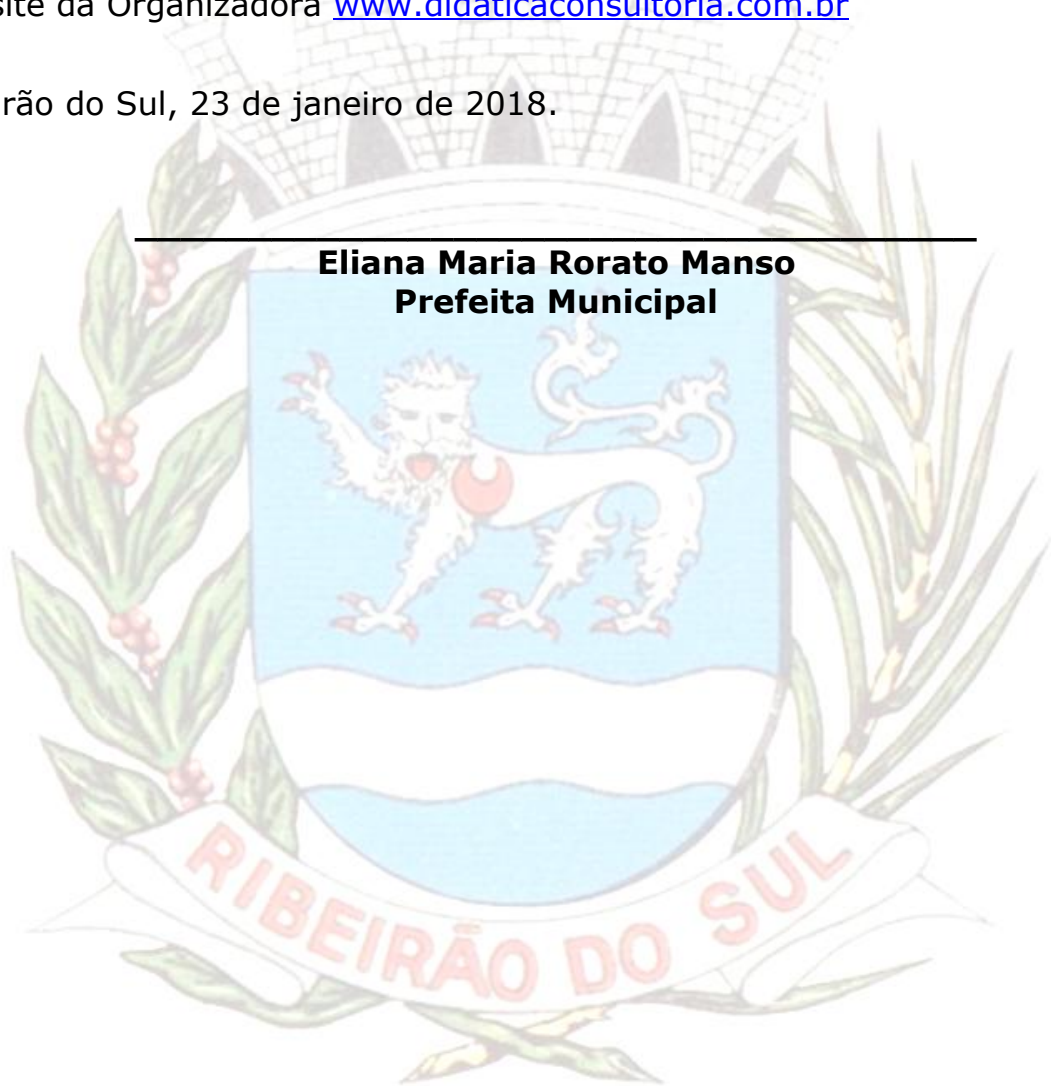 site da Organizadora www.didaticaconsultoria.com.br
rão do Sul, 23 de janeiro de 2018.
Eliana Maria Rorato Manso
Prefeita Municipal
RIBEIRÃO DO SUL